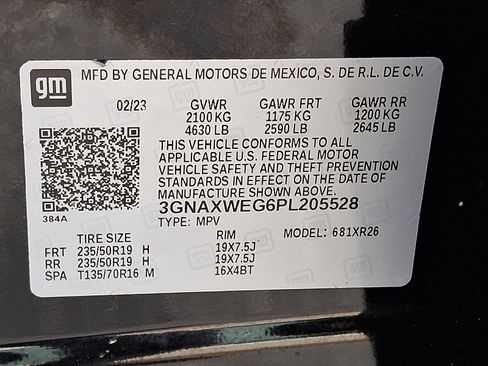 gm
MFD BY GENERAL MOTORS DE MEXICO, S. DE R.L. DE C.V.
02/23 GVWR GAWR FRT GAWR RR
2100 KG 1175 KG 1200 KG
4630 LB 2590 LB 2645 LB
THIS VEHICLE CONFORMS TO ALL
APPLICABLE U.S. FEDERAL MOTOR
VEHICLE SAFETY AND THEFT PREVENTION
STANDARDS IN EFFECT ON THE DATE OF
MANUFACTURE SHOWN ABOVE.
384A
3GNAXWEG6PL205528
TYPE: MPV
TIRE SIZE RIM MODEL: 681XR26
FRT 235/50R19 H 19X7.5J
RR 235/50R19 H 19X7.5J
SPA T135/70R16 M 16X4BT